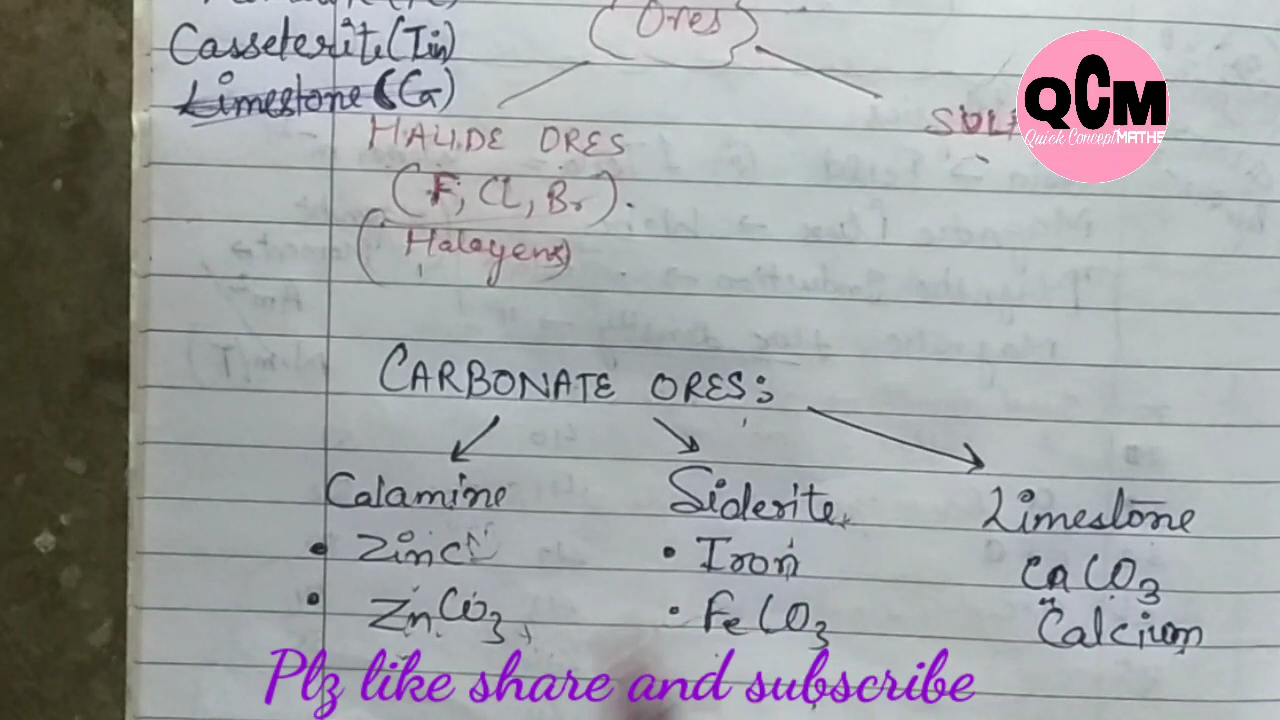 Casseterite (Tin)
Limestone (Ca)
Ores
HALIDE ORES
(F, Cl, Br).
(Halogens)
QCM
Quick Concept MATHE
CARBONATE ORES:
Calamine Siderite Limestone
• Zinc • Iron CaCO3
• ZnCO3 • FeCO3 Calcium
Plz like share and subscribe